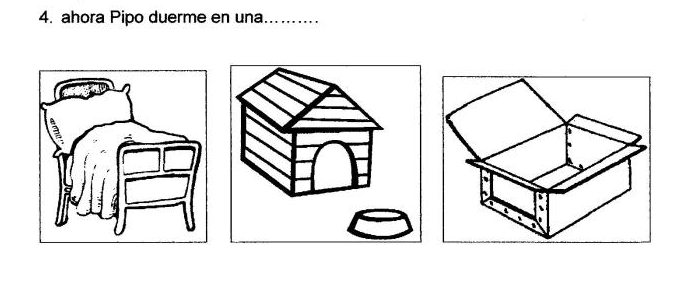 4. ahora Pipo duerme en una..........